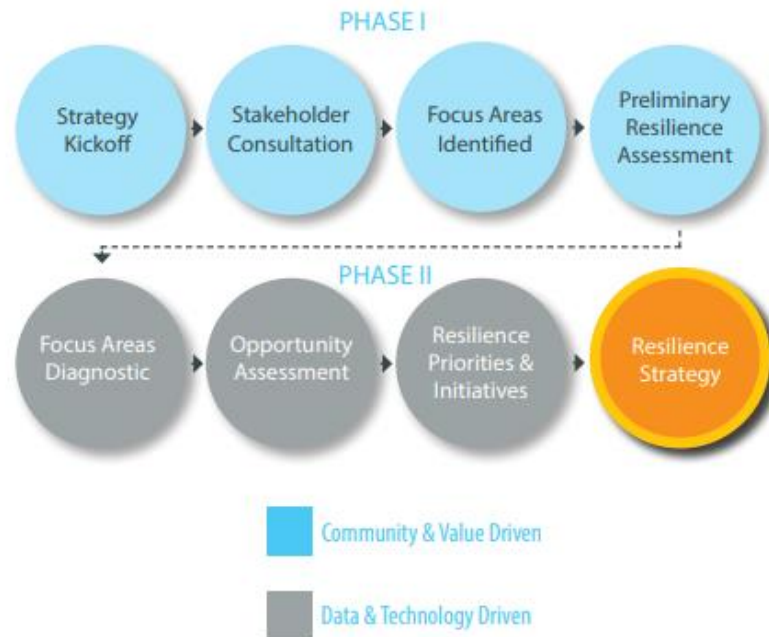 PHASE I
Strategy
Kickoff
Stakeholder
Consultation
Focus Areas
Identified
Preliminary
Resilience
Assessment
PHASE II
Focus Areas
Diagnostic
Opportunity
Assessment
Resilience
Priorities &
Initiatives
Resilience
Strategy
Community & Value Driven
Data & Technology Driven